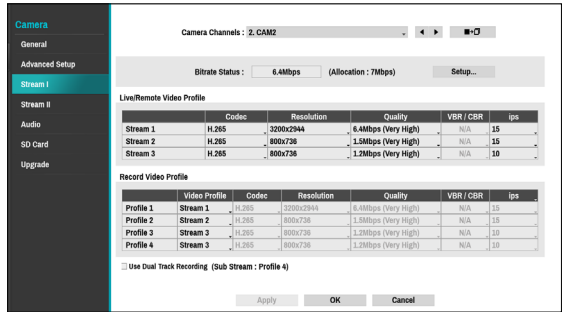 Camera
General
Advanced Setup
Stream I
Stream II
Audio
SD Card
Upgrade
Camera Channels : 2. CAM2
Bitrate Status : 6.4Mbps (Allocation : 7Mbps) Setup...
Live/Remote Video Profile
Codec Resolution Quality VBR / CBR ips
Stream 1 H.265 3200x2944 6.4Mbps (Very High) N/A 15
Stream 2 H.265 800x736 1.5Mbps (Very High) N/A 15
Stream 3 H.265 800x736 1.2Mbps (Very High) N/A 10
Record Video Profile
Video Profile Codec Resolution Quality VBR / CBR ips
Profile 1 Stream 1 H.265 3200x2944 6.4Mbps (Very High) N/A 15
Profile 2 Stream 2 H.265 800x736 1.5Mbps (Very High) N/A 15
Profile 3 Stream 3 H.265 800x736 1.2Mbps (Very High) N/A 10
Profile 4 Stream 3 H.265 800x736 1.2Mbps (Very High) N/A 10
Use Dual Track Recording (Sub Stream : Profile 4)
Apply OK Cancel